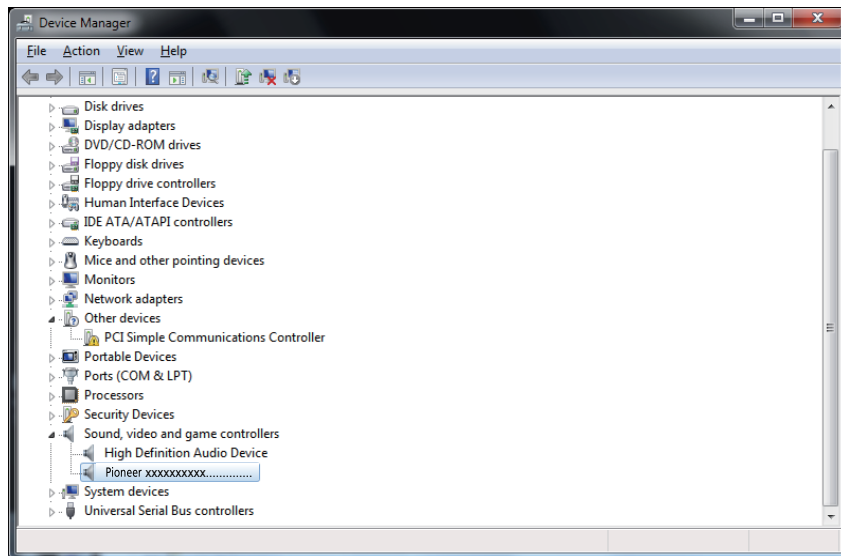 Device Manager
File Action View Help
Disk drives
Display adapters
DVD/CD-ROM drives
Floppy disk drives
Floppy drive controllers
Human Interface Devices
IDE ATA/ATAPI controllers
Keyboards
Mice and other pointing devices
Monitors
Network adapters
Other devices
PCI Simple Communications Controller
Portable Devices
Ports (COM & LPT)
Processors
Security Devices
Sound, video and game controllers
High Definition Audio Device
Pioneer xxxxxxxxxx..............
System devices
Universal Serial Bus controllers